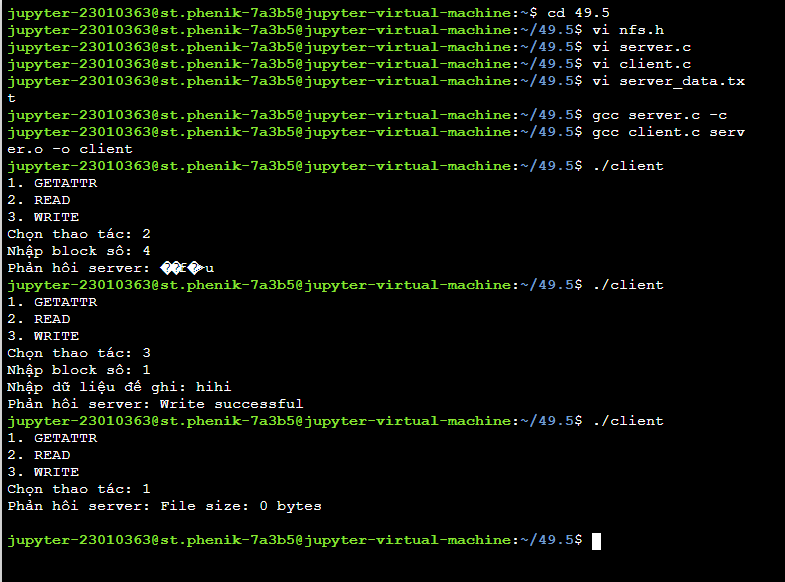 jupyter-23010363@st.phenik-7a3b5@jupyter-virtual-machine:~$ cd 49.5
jupyter-23010363@st.phenik-7a3b5@jupyter-virtual-machine:~/49.5$ vi nfs.h
jupyter-23010363@st.phenik-7a3b5@jupyter-virtual-machine:~/49.5$ vi server.c
jupyter-23010363@st.phenik-7a3b5@jupyter-virtual-machine:~/49.5$ vi client.c
jupyter-23010363@st.phenik-7a3b5@jupyter-virtual-machine:~/49.5$ vi server_data.tx
t
jupyter-23010363@st.phenik-7a3b5@jupyter-virtual-machine:~/49.5$ gcc server.c -c
jupyter-23010363@st.phenik-7a3b5@jupyter-virtual-machine:~/49.5$ gcc client.c serv
er.o -o client
jupyter-23010363@st.phenik-7a3b5@jupyter-virtual-machine:~/49.5$ ./client
1. GETATTR
2. READ
3. WRITE
Chọn thao tác: 2
Nhập block số: 4
Phản hồi server: u
jupyter-23010363@st.phenik-7a3b5@jupyter-virtual-machine:~/49.5$ ./client
1. GETATTR
2. READ
3. WRITE
Chọn thao tác: 3
Nhập block số: 1
Nhập dữ liệu để ghi: hihi
Phản hồi server: Write successful
jupyter-23010363@st.phenik-7a3b5@jupyter-virtual-machine:~/49.5$ ./client
1. GETATTR
2. READ
3. WRITE
Chọn thao tác: 1
Phản hồi server: File size: 0 bytes
jupyter-23010363@st.phenik-7a3b5@jupyter-virtual-machine:~/49.5$